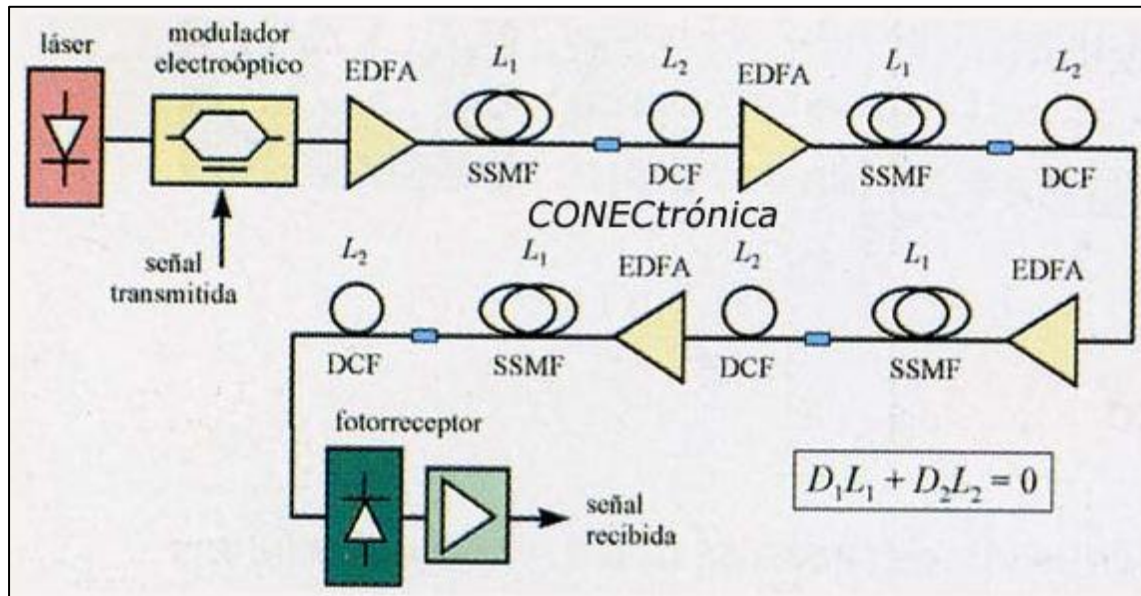 láser
modulador
electroóptico
EDFA
L₁
L₂
EDFA
L₁
L₂
SSMF
DCF
SSMF
DCF
CONECtrónica
señal
transmitida
L₂
L₁
EDFA
L₂
L₁
EDFA
DCF
SSMF
DCF
SSMF
fotorreceptor
señal
recibida
D₁L₁ + D₂L₂ = 0